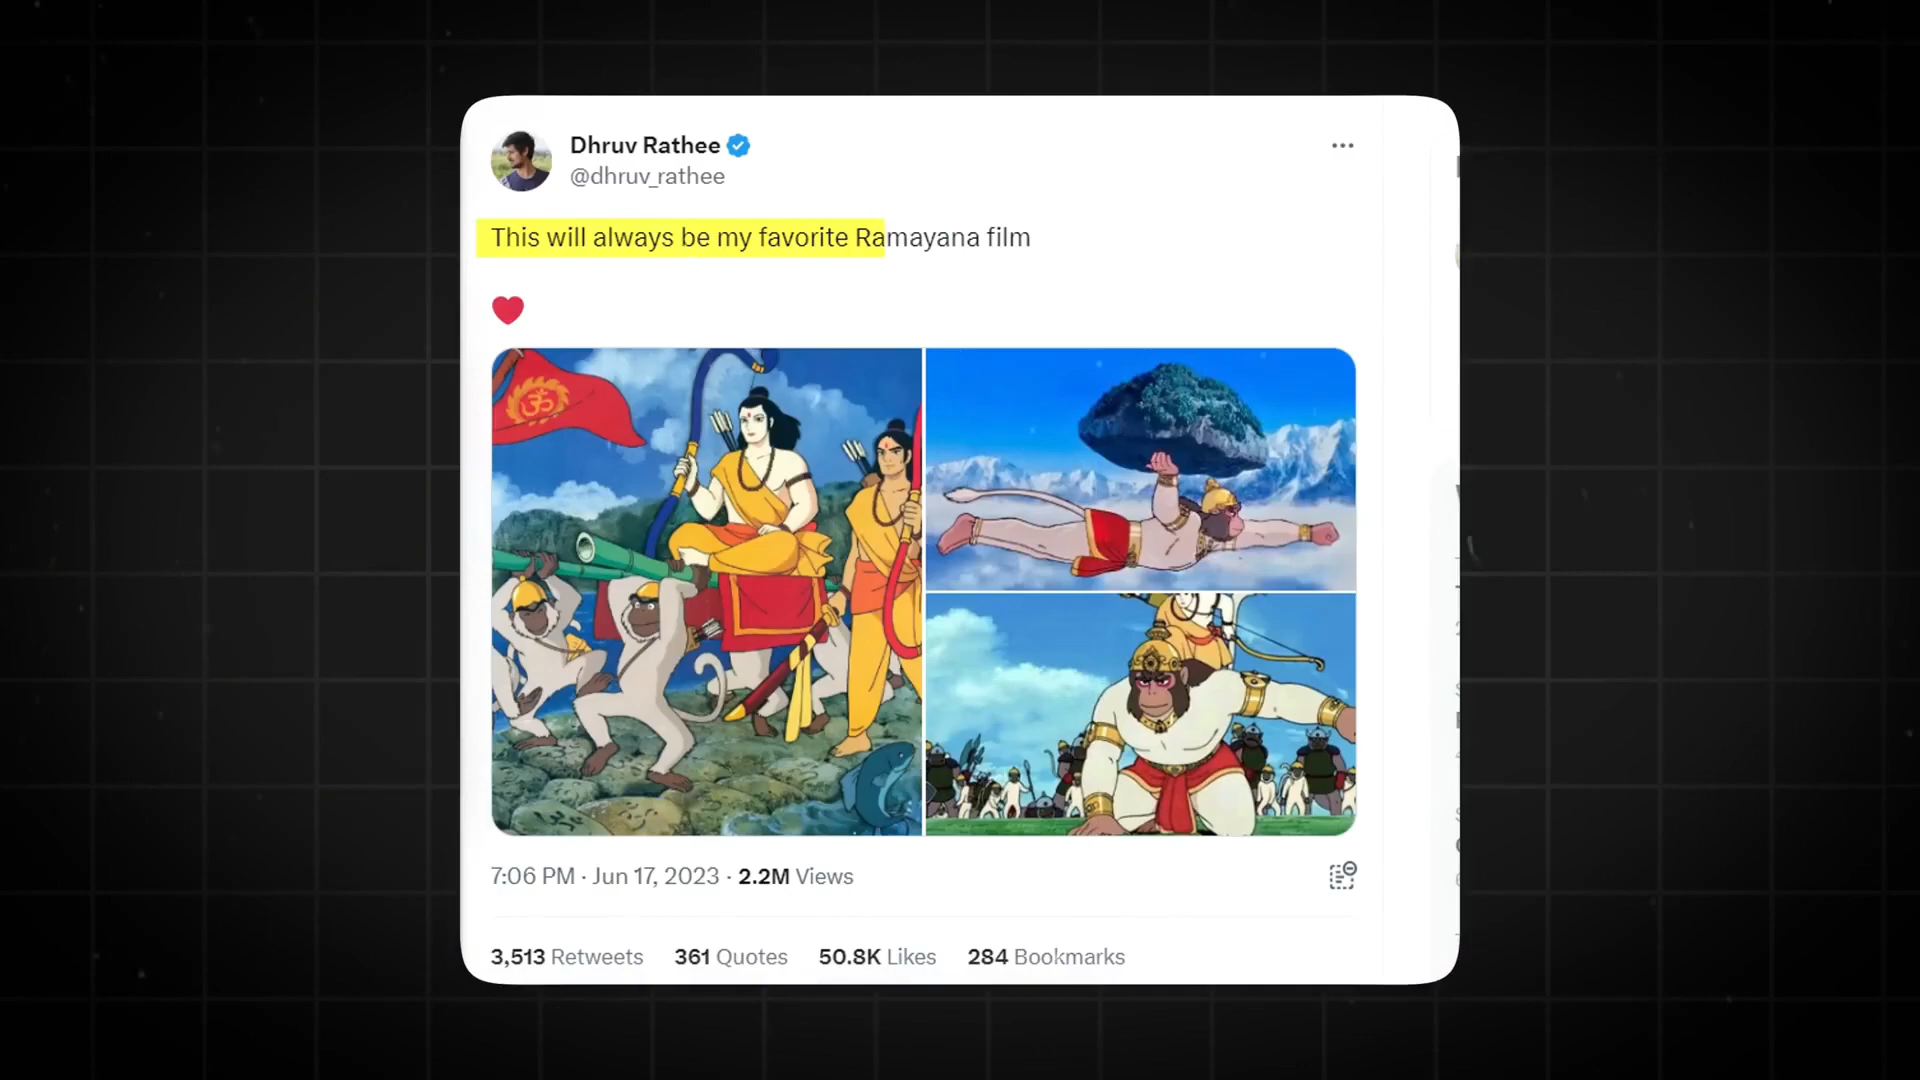 Dhruv Rathee
@dhruv_rathee
This will always be my favorite Ramayana film
❤️
ॐ
7:06 PM · Jun 17, 2023 · 2.2M Views
3,513 Retweets 361 Quotes 50.8K Likes 284 Bookmarks